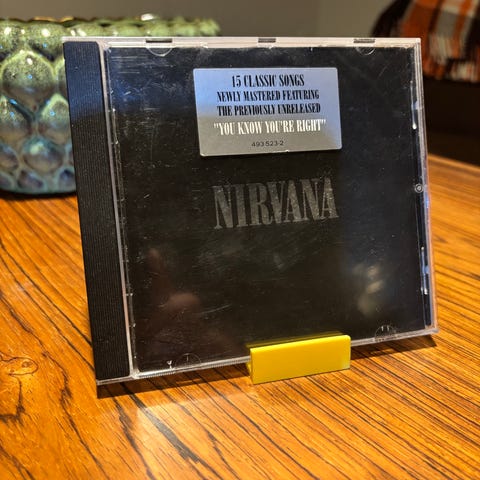 15 CLASSIC SONGS
NEWLY MASTERED FEATURING
THE PREVIOUSLY UNRELEASED
"YOU KNOW YOU'RE RIGHT"
493 523-2
NIRVANA